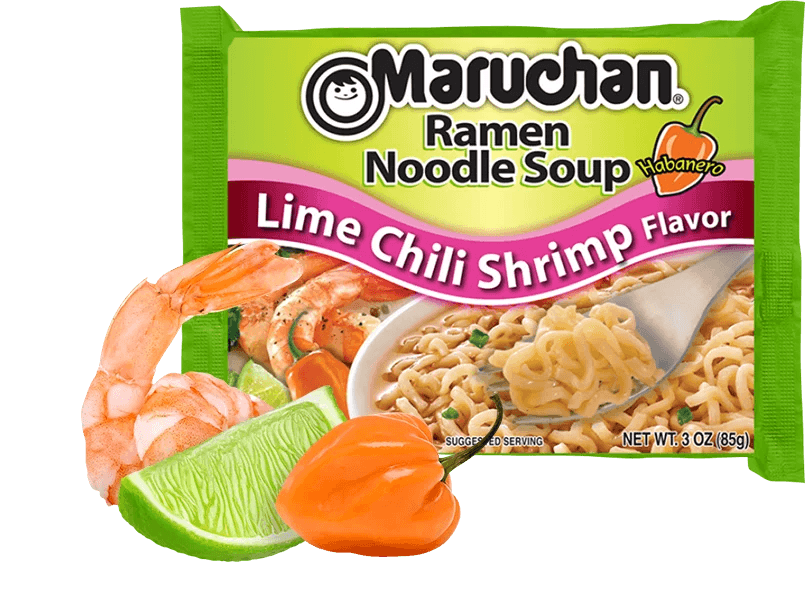 Maruchan®
Ramen
Noodle Soup
Habanero
Lime Chili Shrimp Flavor
SUGGESTED SERVING
NET WT. 3 OZ (85g)